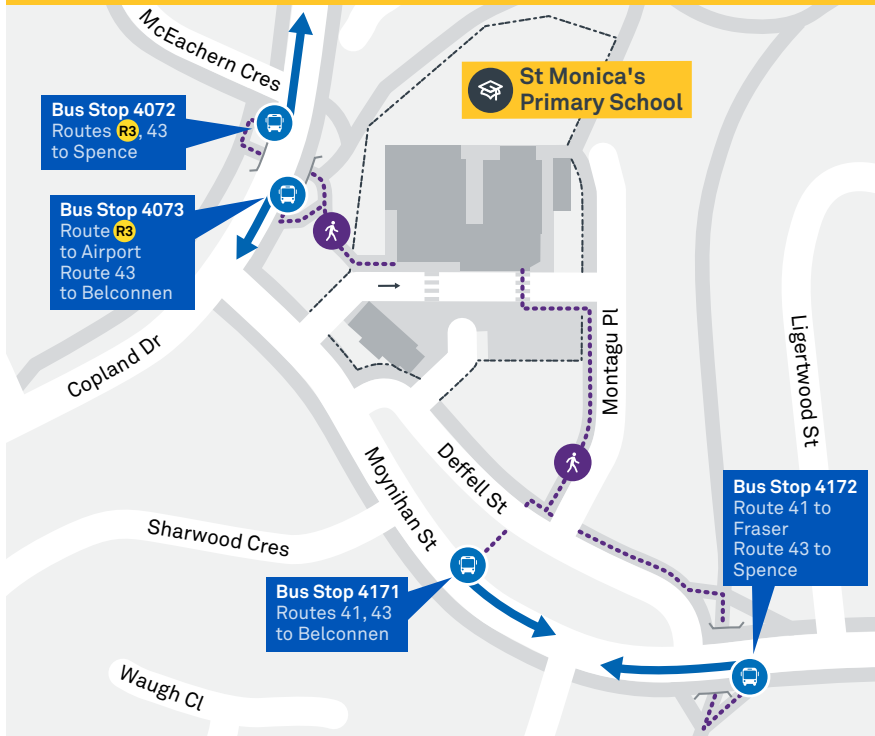 McEachern Cres
St Monica's
Primary School
Bus Stop 4072
Routes R3, 43
to Spence
Bus Stop 4073
Route R3
to Airport
Route 43
to Belconnen
Copland Dr
Montagu Pl
Ligertwood St
Deffell St
Moynihan St
Sharwood Cres
Bus Stop 4172
Route 41 to
Fraser
Route 43 to
Spence
Bus Stop 4171
Routes 41, 43
to Belconnen
Waugh Cl